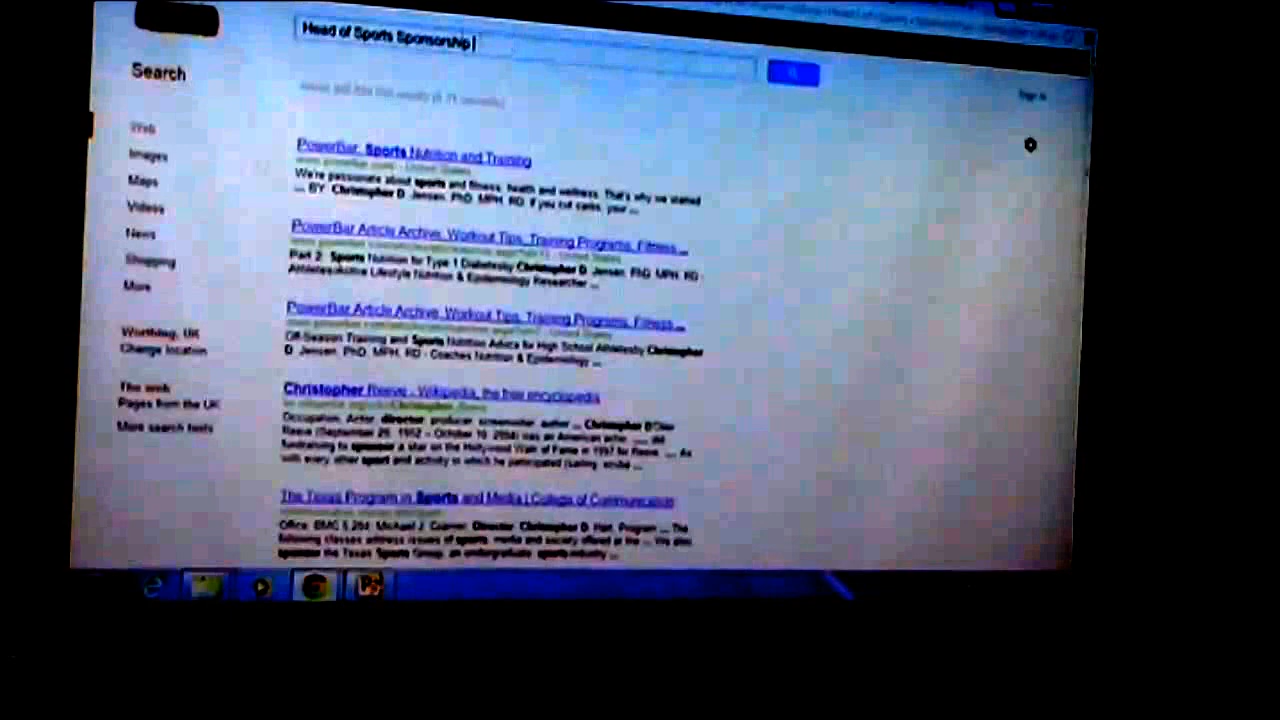 Head of Sports Sponsorship
Search
Sign in
Web
Images
Maps
Videos
News
Shopping
More
Worthing, UK
Change location
The web
Pages from the UK
More search tools
PowerBar: Sports Nutrition and Training
We're passionate about sports and fitness, health and wellness. That's why we started
... BY. Christopher D. Jensen, PhD, MPH, RD. If you cut carbs, your ...
PowerBar Article Archive, Workout Tips, Training Programs, Fitness ...
Part 2: Sports Nutrition for Type 1 Diabetes by Christopher D. Jensen, PhD, MPH, RD -
Athletes/Active Lifestyle Nutrition & Epidemiology Researcher ...
PowerBar Article Archive, Workout Tips, Training Programs, Fitness ...
Off-Season Training and Sports Nutrition Advice for High School Athletes by Christopher
D. Jensen, PhD, MPH, RD - Coaches Nutrition & Epidemiology ...
Christopher Reeve - Wikipedia, the free encyclopedia
Occupation, Actor, director, producer, screenwriter, author ... Christopher D'Olier
Reeve (September 25, 1952 – October 10, 2004) was an American actor, ... did
fundraising to sponsor a star on the Hollywood Walk of Fame in 1997 for Reeve. ... As
with every other sport and activity in which he participated (sailing, scuba ...
The Texas Program in Sports and Media | College of Communication
Office: BMC Michael J. Cramer, Director. Christopher D. Hart, Program ... The
following classes address issues of sports, media and society offered in the ... We also
sponsor the Texas Sports Group, an undergraduate sports industry ...